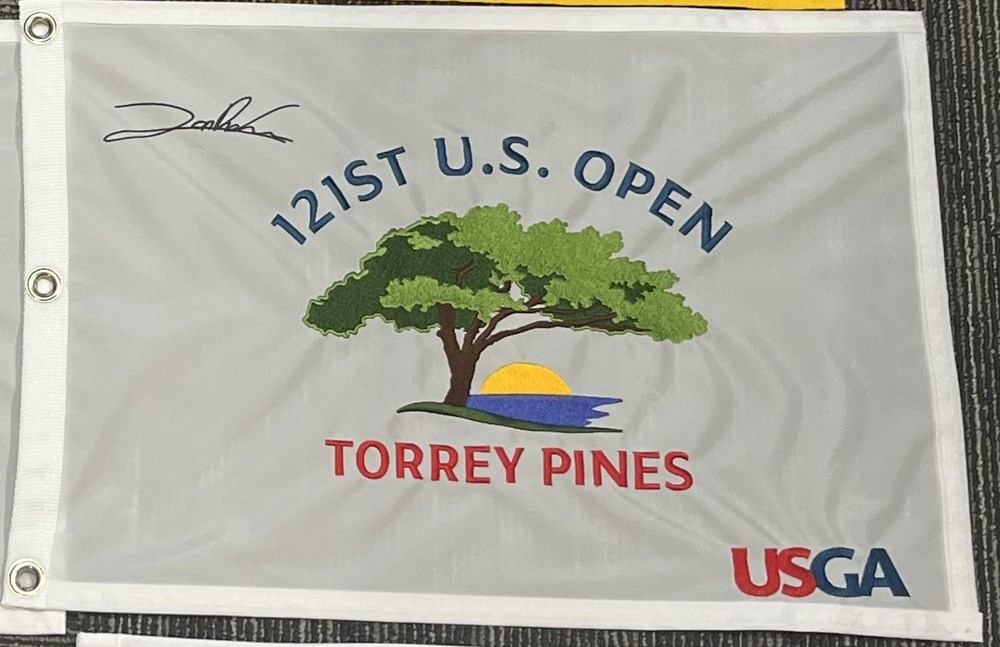 121ST U.S. OPEN
TORREY PINES
USGA